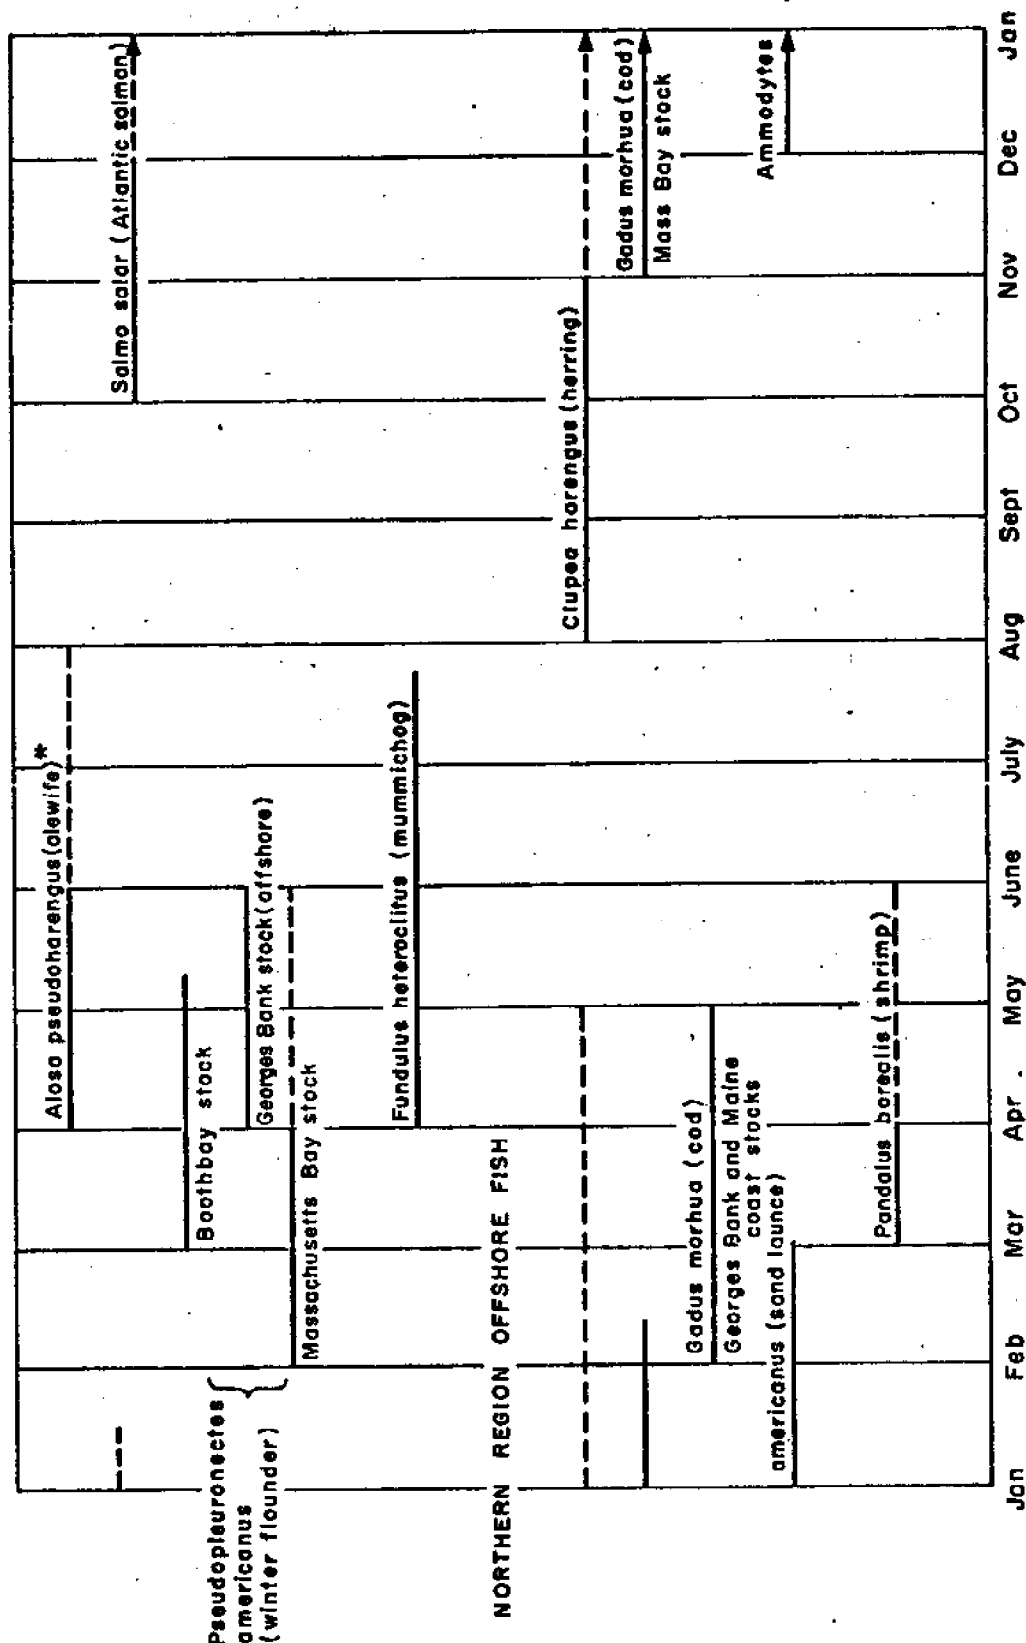 Alosa pseudoharengus (alewife)*
Salmo salar (Atlantic salmon)
Boothbay stock
Pseudopleuronectes
americanus
(winter flounder)
Georges Bank stock (offshore)
Massachusetts Bay stock
Fundulus heteroclitus (mummichog)
NORTHERN REGION OFFSHORE FISH
Clupea harengus (herring)
Gadus morhua (cod)
Mass Bay stock
Gadus morhua (cod)
Georges Bank and Maine
coast stocks
Ammodytes
americanus (sand launce)
Pandalus borealis (shrimp)
Jan Feb Mar Apr. May June July Aug Sept Oct Nov Dec Jan